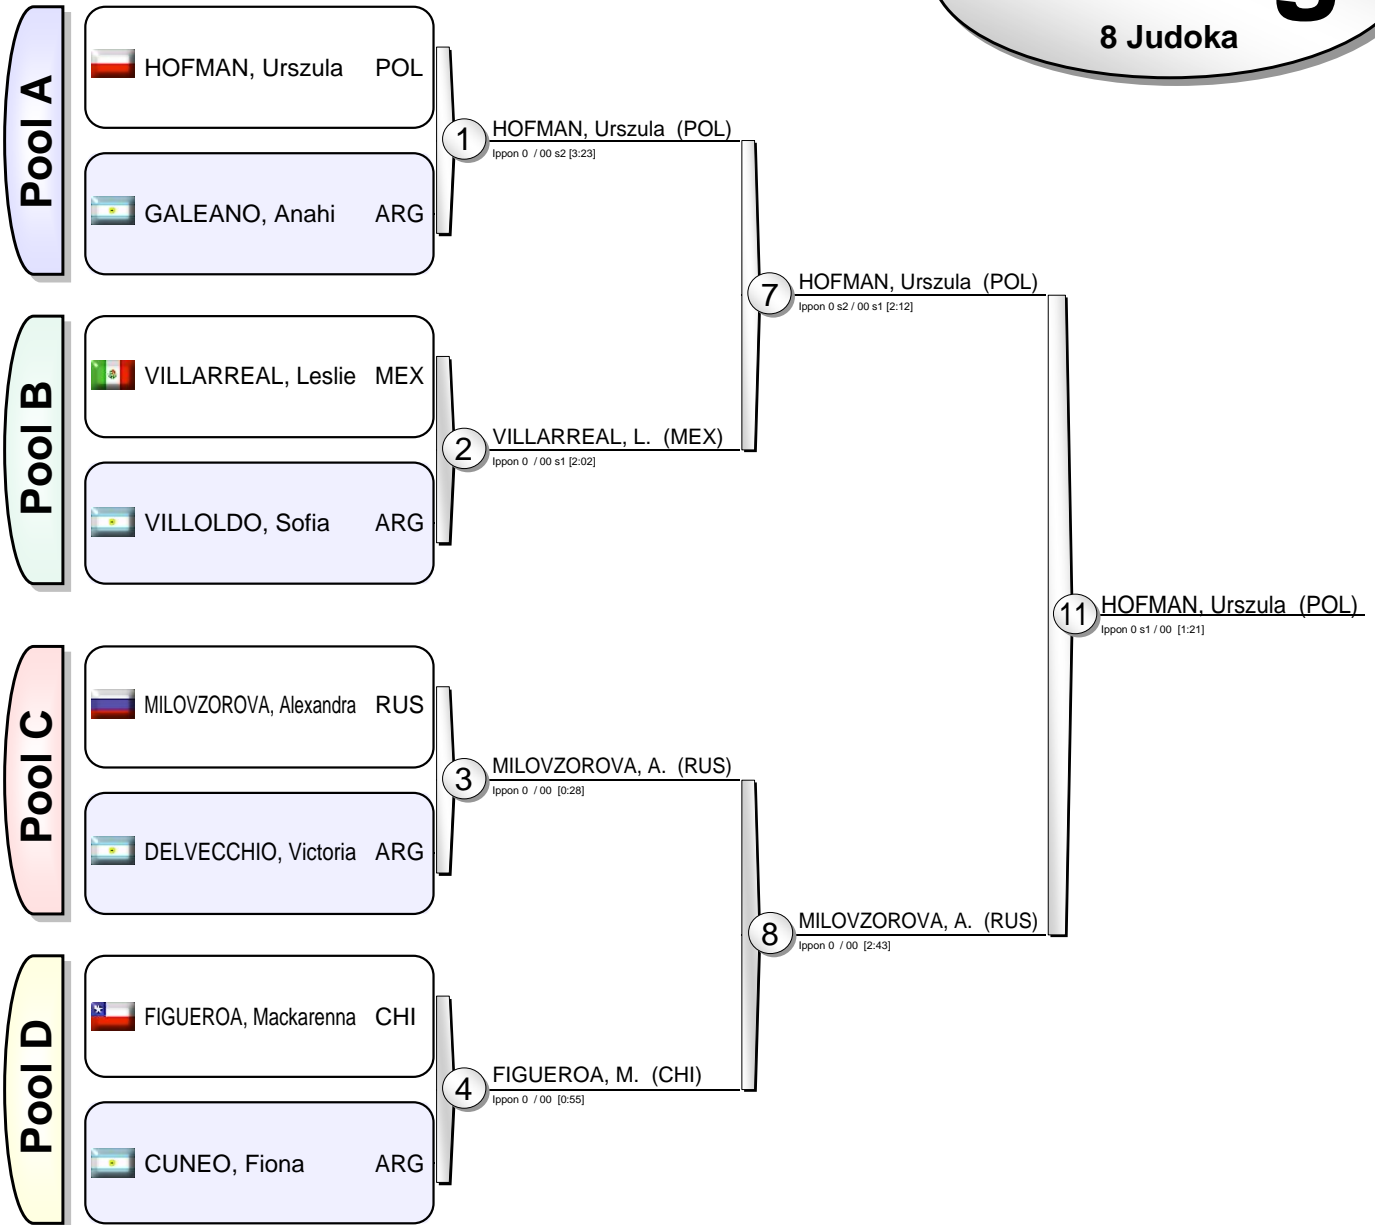 8 Judoka
Pool A
HOFMAN, Urszula POL
GALEANO, Anahi ARG
1 HOFMAN, Urszula (POL)
Ippon 0 / 00 s2 [3:23]
7 HOFMAN, Urszula (POL)
Ippon 0 s2 / 00 s1 [2:12]
Pool B
VILLARREAL, Leslie MEX
VILLOLDO, Sofia ARG
2 VILLARREAL, L. (MEX)
Ippon 0 / 00 s1 [2:02]
11 HOFMAN, Urszula (POL)
Ippon 0 s1 / 00 [1:21]
Pool C
MILOVZOROVA, Alexandra RUS
DELVECCHIO, Victoria ARG
3 MILOVZOROVA, A. (RUS)
Ippon 0 / 00 [0:28]
8 MILOVZOROVA, A. (RUS)
Ippon 0 / 00 [2:43]
Pool D
FIGUEROA, Mackarenna CHI
CUNEO, Fiona ARG
4 FIGUEROA, M. (CHI)
Ippon 0 / 00 [0:55]